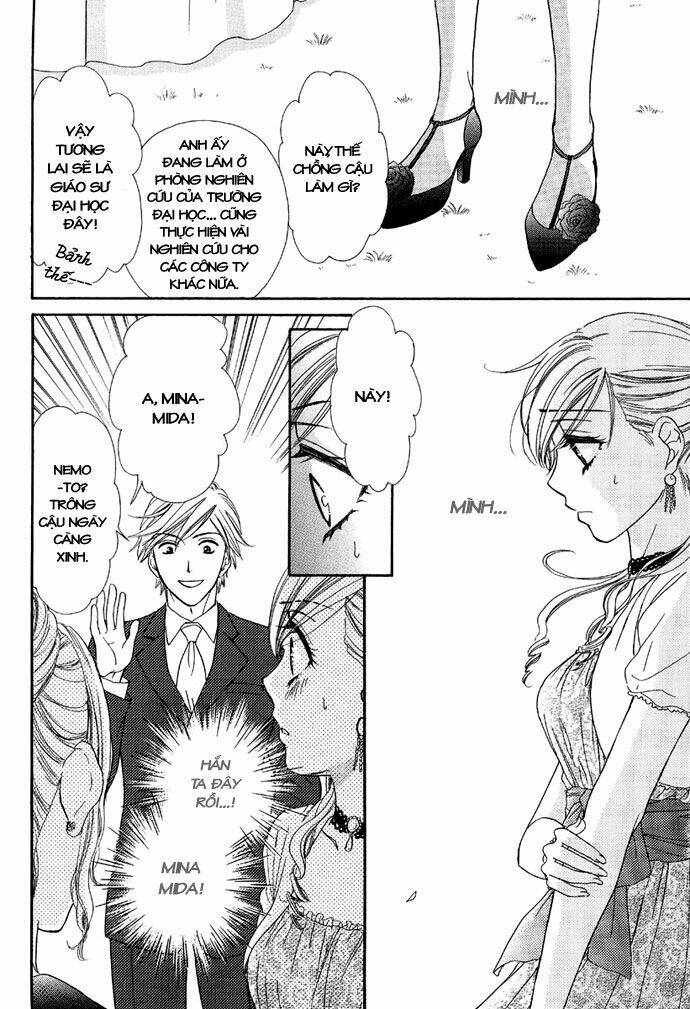 MÌNH...
NÀY,THẾ
CHỒNG CẬU
LÀM GÌ?
ANH ẤY
ĐANG LÀM Ở
PHÒNG NGHIÊN
CỨU CỦA TRƯỜNG
ĐẠI HỌC... CŨNG
THỰC HIỆN VÀI
NGHIÊN CỨU CHO
CÁC CÔNG TY
KHÁC NỮA.
VẬY
TƯƠNG
LAI SẼ LÀ
GIÁO SƯ
ĐẠI HỌC
ĐÂY!
Bảnh
thế----
MÌNH...
NÀY!
A, MINA-
MIDA!
NEMO
-TO?
TRÔNG
CẬU NGÀY
CÀNG
XINH.
HẮN
TA ĐÂY
RỒI...!
MINA
MIDA!